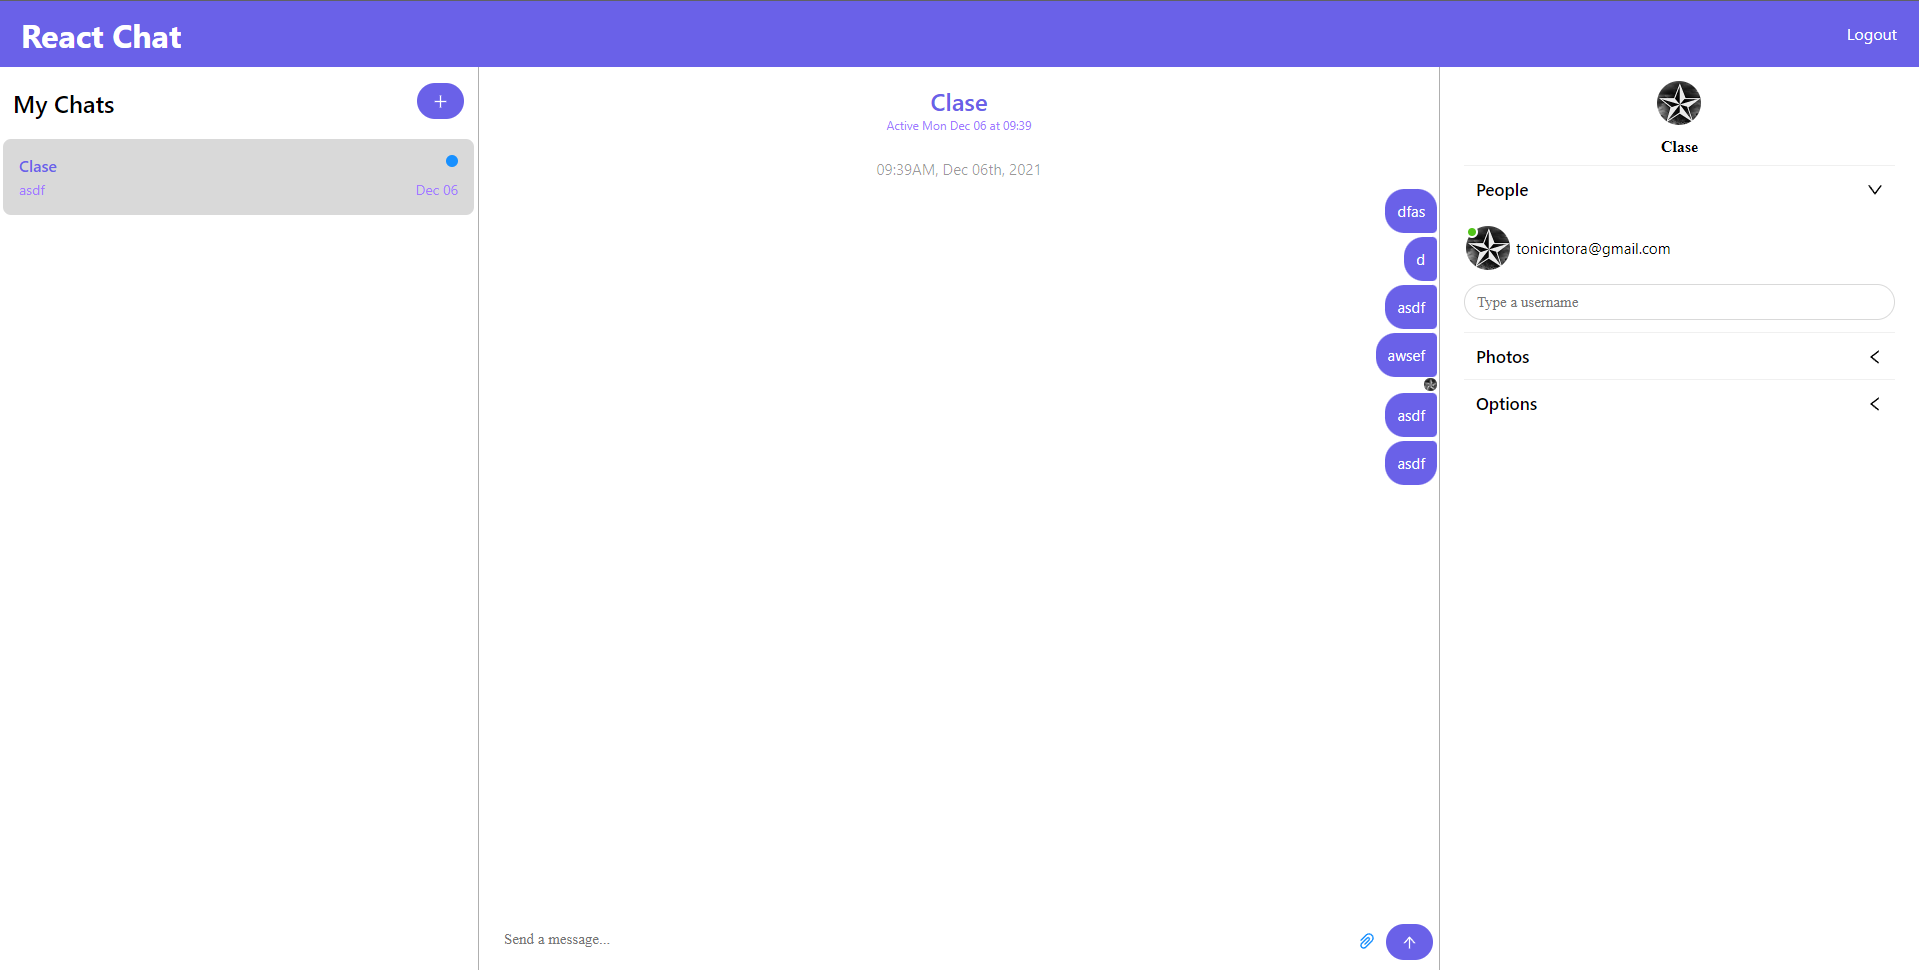 React Chat
Logout
My Chats
+
Clase
asdf
Dec 06
Clase
Active Mon Dec 06 at 09:39
09:39AM, Dec 06th, 2021
dfas
d
asdf
awsef
asdf
asdf
Send a message...
Clase
People
tonicintora@gmail.com
Type a username
Photos
Options